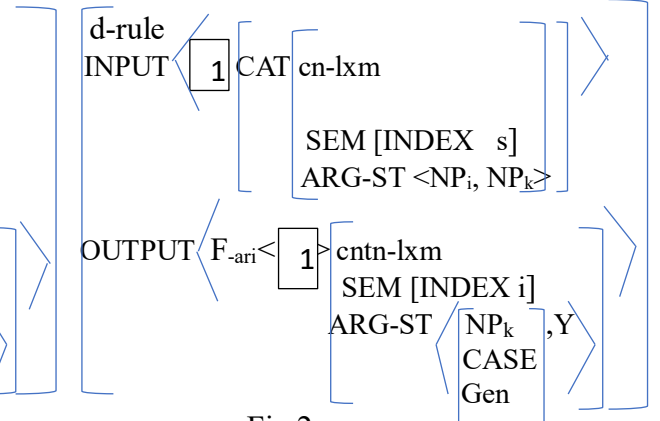 d-rule
INPUT 1 CAT cn-lxm
SEM [INDEX s]
ARG-ST <NPi, NPk>
OUTPUT F-ari< 1 > cntn-lxm
SEM [INDEX i]
ARG-ST NPk ,Y
CASE
Gen